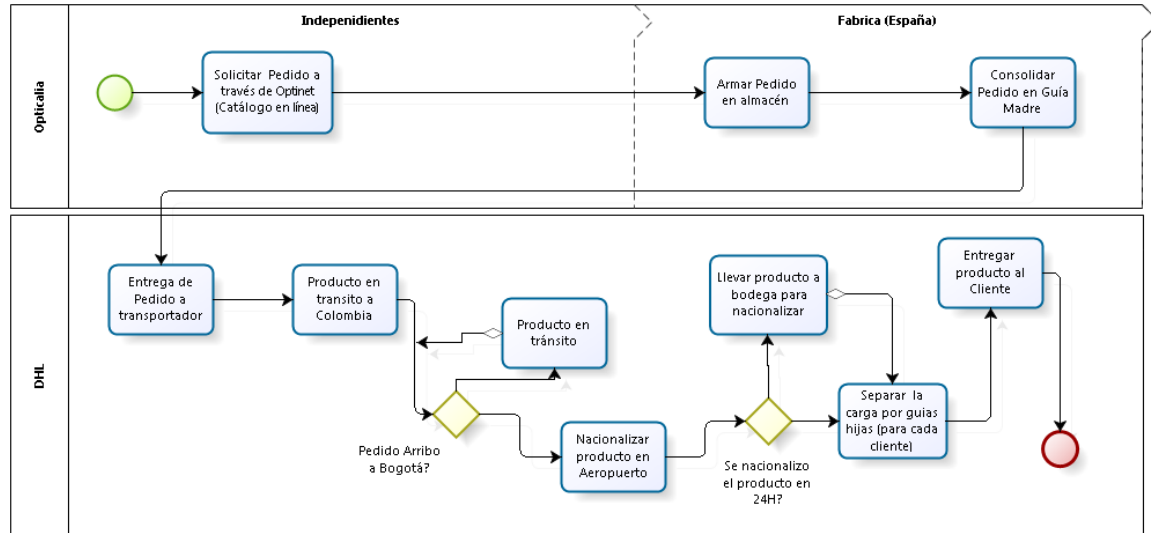 Independientes
Fabrica (España)
Opticalia
Solicitar Pedido a
través de Optinet
(Catálogo en línea)
Armar Pedido
en almacén
Consolidar
Pedido en Guía
Madre
DHL
Entrega de
Pedido a
transportador
Producto en
transito a
Colombia
Producto en
tránsito
Pedido Arribo
a Bogotá?
Nacionalizar
producto en
Aeropuerto
Llevar producto a
bodega para
nacionalizar
Se nacionalizo
el producto en
24H?
Separar la
carga por guias
hijas (para cada
cliente)
Entregar
producto al
Cliente